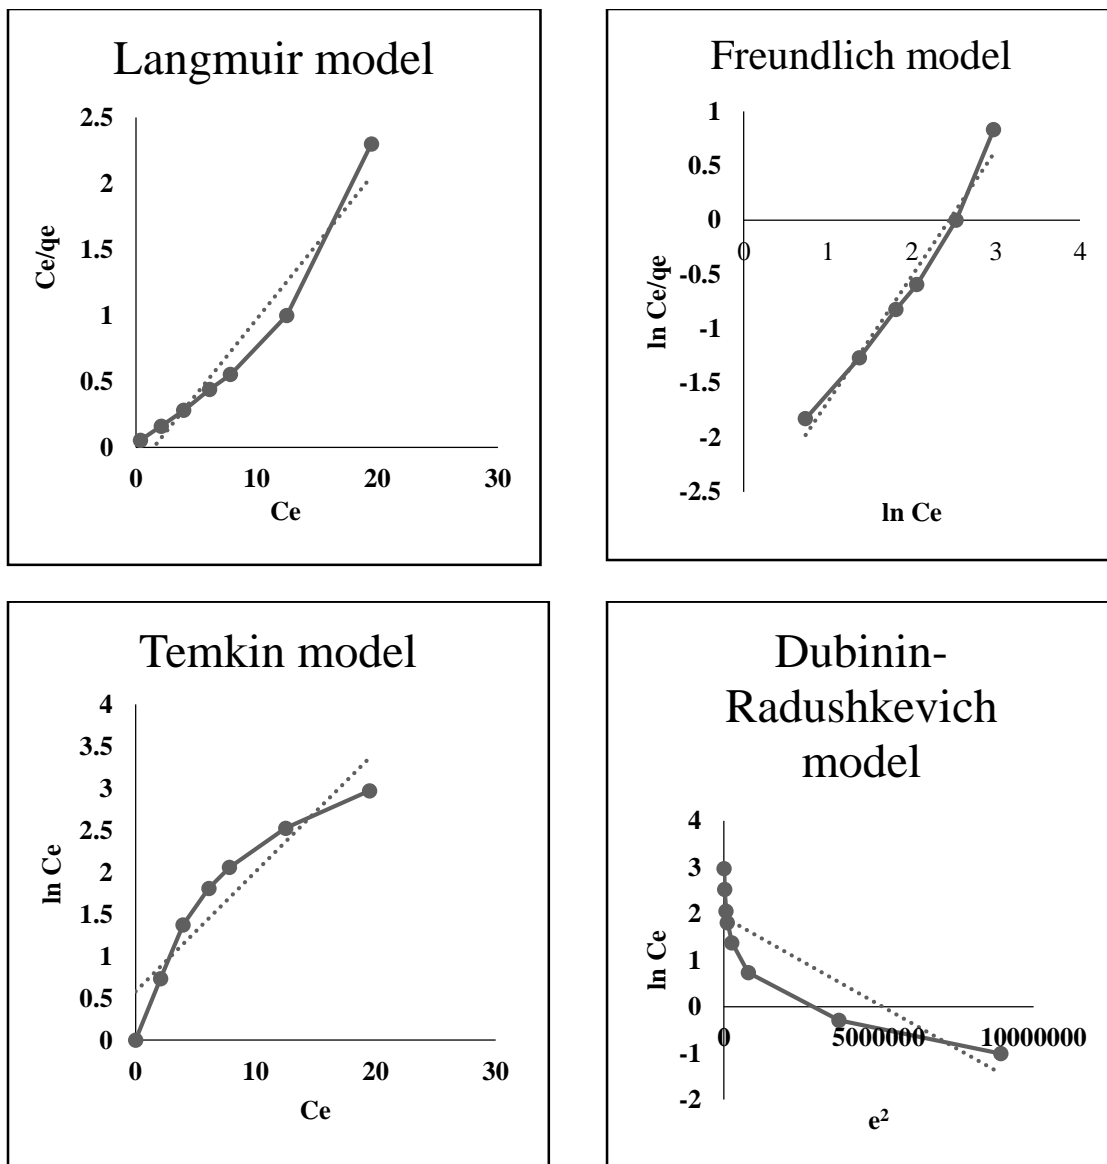 Langmuir model
2.5
2
1.5
1
0.5
0
0 10 20 30
Ce/qe
Ce
Freundlich model
1
0.5
0
-0.5
-1
-1.5
-2
-2.5
0 1 2 3 4
ln Ce/qe
ln Ce
Temkin model
4
3.5
3
2.5
2
1.5
1
0.5
0
0 10 20 30
ln Ce
Ce
Dubinin-
Radushkevich
model
4
3
2
1
0
-1
-2
0 5000000 10000000
ln Ce
e²